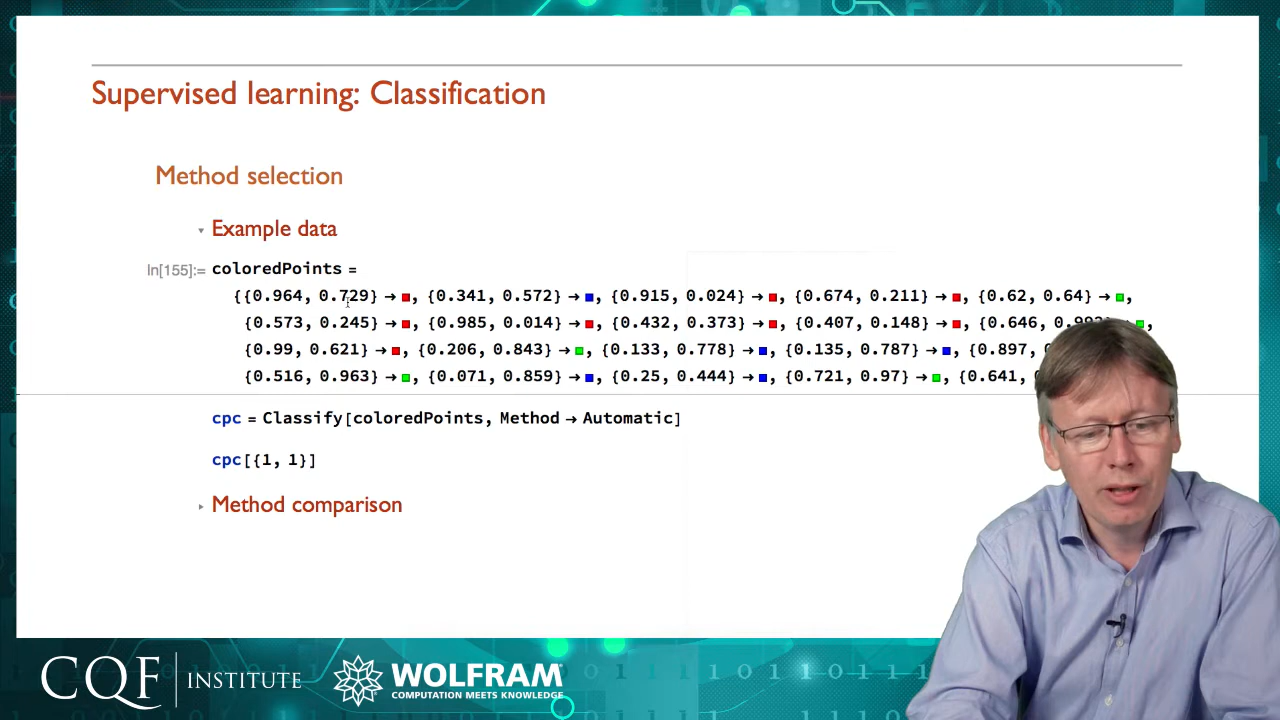 Supervised learning: Classification
Method selection
Example data
In[155]:= coloredPoints =
{{0.964, 0.729} → ■, {0.341, 0.572} → ■, {0.915, 0.024} → ■, {0.674, 0.211} → ■, {0.62, 0.64} → ■,
{0.573, 0.245} → ■, {0.985, 0.014} → ■, {0.432, 0.373} → ■, {0.407, 0.148} → ■, {0.646,
{0.99, 0.621} → ■, {0.206, 0.843} → ■, {0.133, 0.778} → ■, {0.135, 0.787} → ■, {0.897,
{0.516, 0.963} → ■, {0.071, 0.859} → ■, {0.25, 0.444} → ■, {0.721, 0.97} → ■, {0.641,
cpc = Classify[coloredPoints, Method → Automatic]
cpc[{1, 1}]
Method comparison
CQF INSTITUTE
WOLFRAM
COMPUTATION MEETS KNOWLEDGE